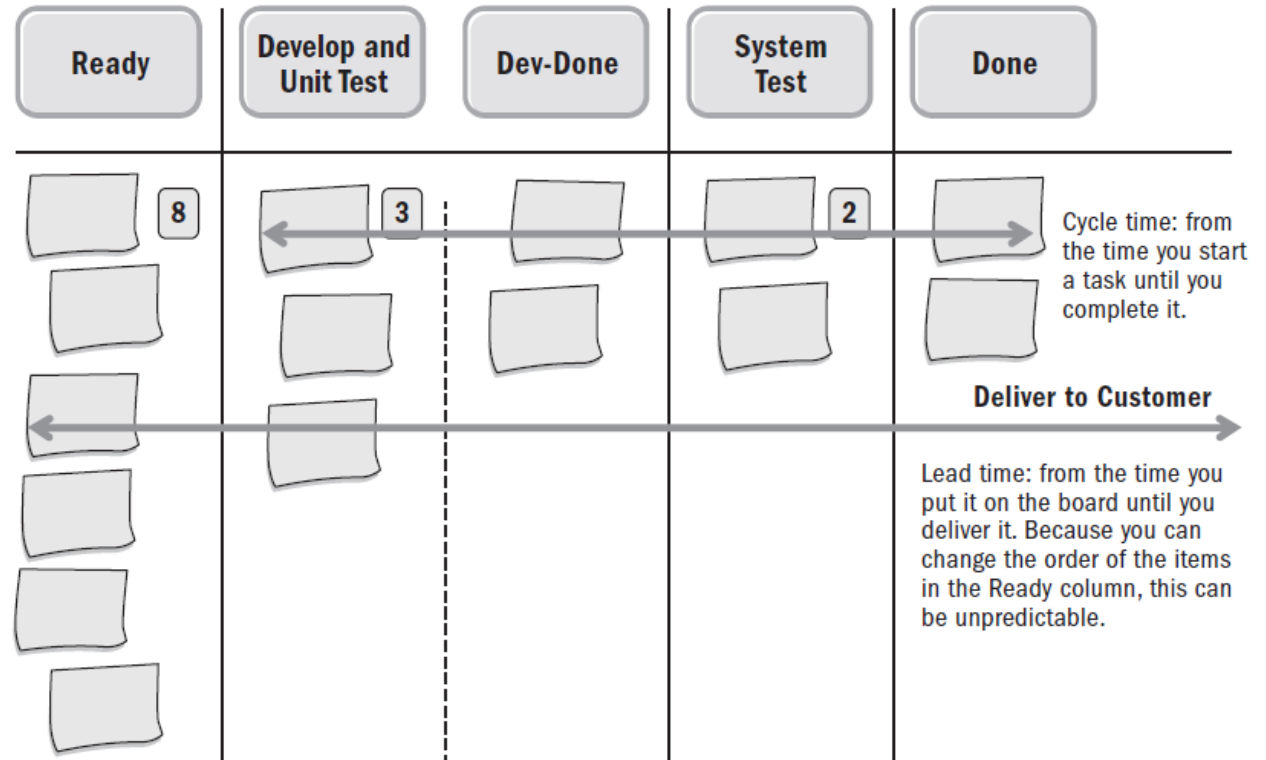 Ready
Develop and
Unit Test
Dev-Done
System
Test
Done
8
3
2
Cycle time: from
the time you start
a task until you
complete it.
Deliver to Customer
Lead time: from the time you
put it on the board until you
deliver it. Because you can
change the order of the items
in the Ready column, this can
be unpredictable.